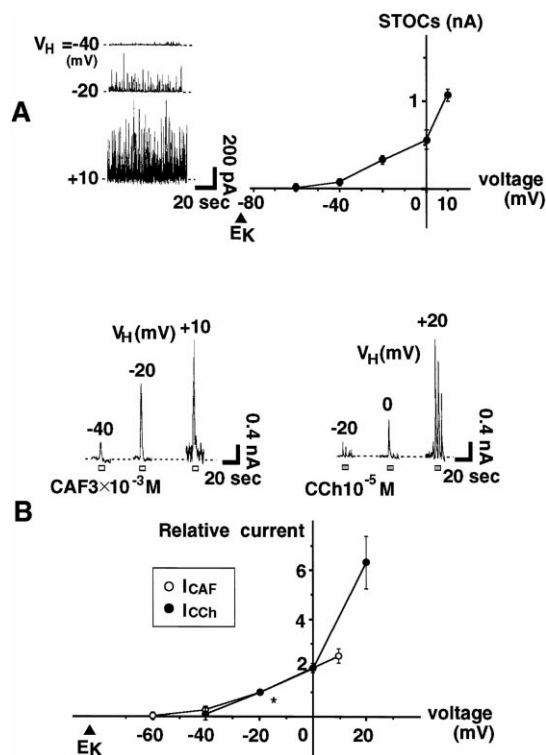 V_H = -40
(mV)
-20
+10
200 pA
20 sec
A
STOCs (nA)
1
voltage
-80 -40 0 10 (mV)
▲
E_K
V_H(mV) +10
-20
-40
0.4 nA
20 sec
CAF3×10⁻³M
+20
V_H(mV)
0
-20
0.4 nA
20 sec
CCh10⁻⁵M
B
Relative current
○ I_CAF
● I_CCh
6
4
2
*
voltage
▲ -60 -40 -20 0 20 (mV)
E_K